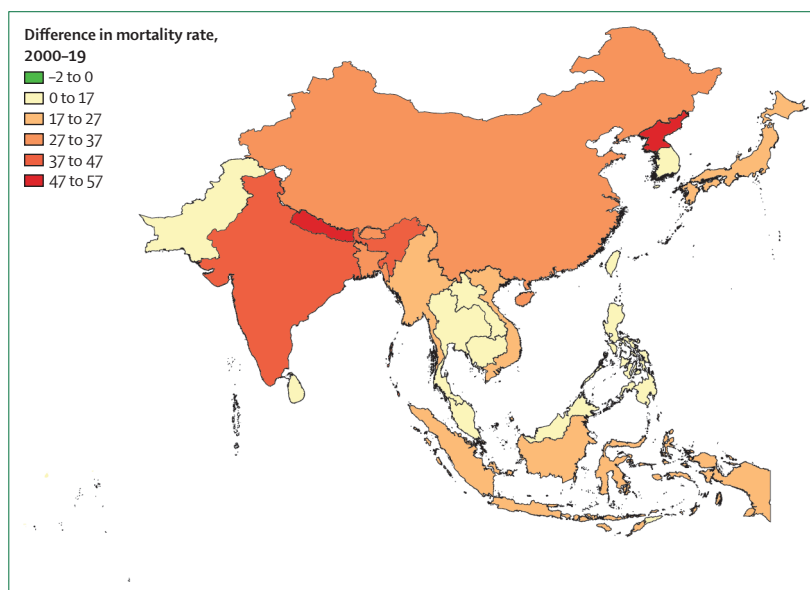 Difference in mortality rate,
2000–19
–2 to 0
0 to 17
17 to 27
27 to 37
37 to 47
47 to 57